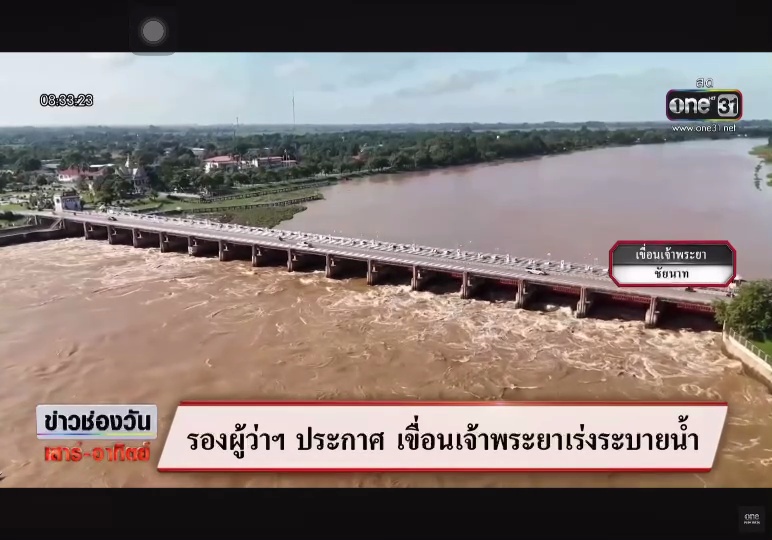 08:33:23
สด
one31
www.one31.net
เขื่อนเจ้าพระยา
ชัยนาท
ข่าวช่องวัน
เสาร์-อาทิตย์
รองผู้ว่าฯ ประกาศ เขื่อนเจ้าพระยาเร่งระบายน้ำ
one